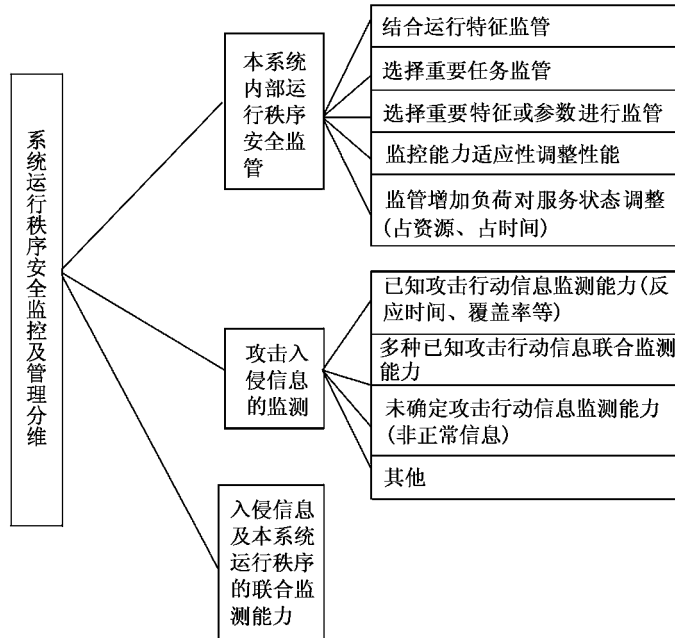 系统运行秩序安全监控及管理分维
本系统
内部运
行秩序
安全监
管
结合运行特征监管
选择重要任务监管
选择重要特征或参数进行监管
监控能力适应性调整性能
监管增加负荷对服务状态调整
(占资源、占时间)
攻击入
侵信息
的监测
已知攻击行动信息监测能力(反
应时间、覆盖率等)
多种已知攻击行动信息联合监测
能力
未确定攻击行动信息监测能力
(非正常信息)
其他
入侵信息
及本系统
运行秩序
的联合监
测能力